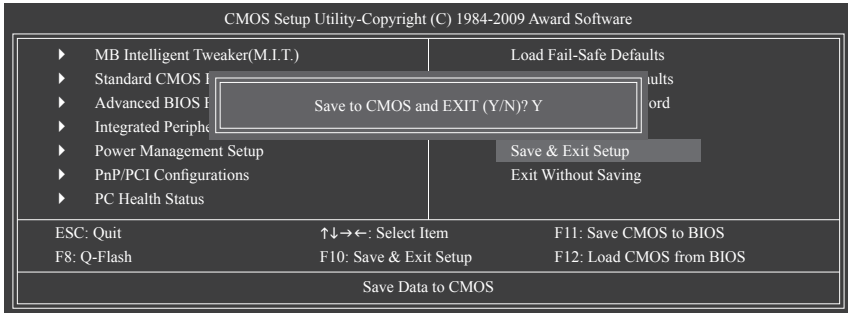 CMOS Setup Utility-Copyright (C) 1984-2009 Award Software
MB Intelligent Tweaker(M.I.T.)
Standard CMOS
Advanced BIOS
Integrated
Power Management Setup
PnP/PCI Configurations
PC Health Status
Load Fail-Safe Defaults
Save & Exit Setup
Exit Without Saving
Save to CMOS and EXIT (Y/N)? Y
ESC: Quit ↑↓→←: Select Item F11: Save CMOS to BIOS
F8: Q-Flash F10: Save & Exit Setup F12: Load CMOS from BIOS
Save Data to CMOS